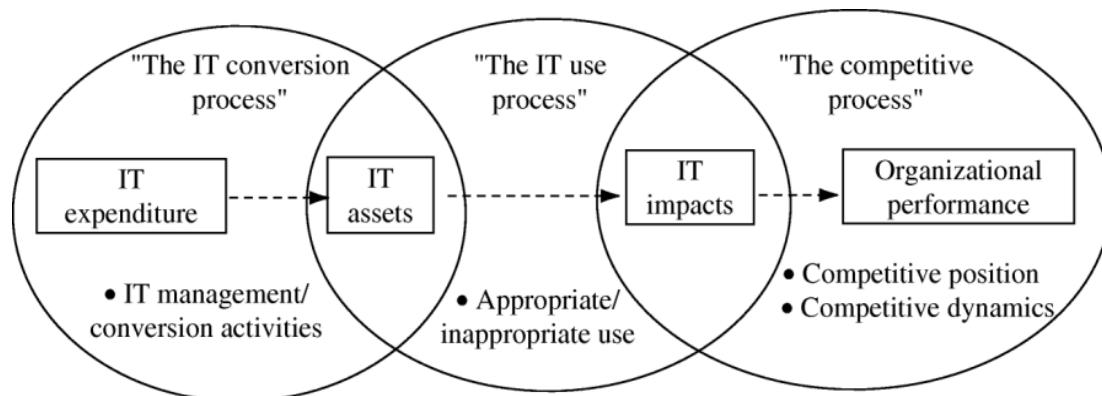 "The IT conversion
process"
"The IT use
process"
"The competitive
process"
IT
expenditure
IT
assets
IT
impacts
Organizational
performance
• IT management/
conversion activities
• Appropriate/
inappropriate use
• Competitive position
• Competitive dynamics